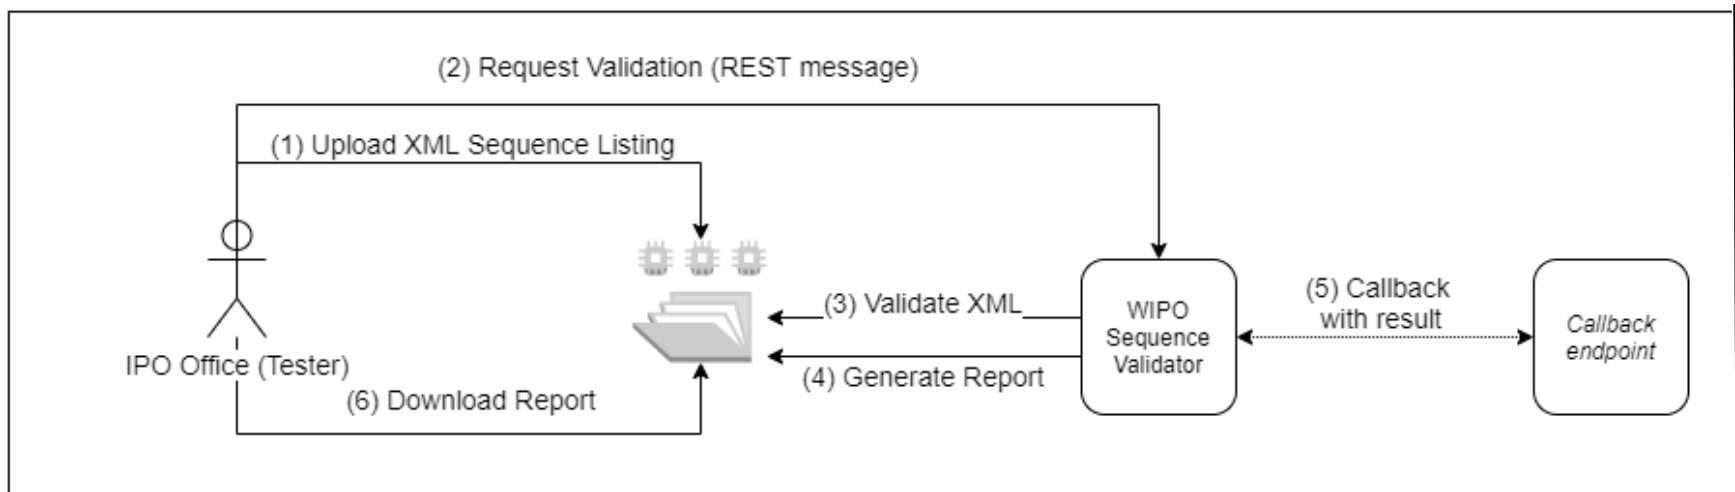 (2) Request Validation (REST message)
(1) Upload XML Sequence Listing
(3) Validate XML
(4) Generate Report
WIPO
Sequence
Validator
(5) Callback
with result
Callback
endpoint
IPO Office (Tester)
(6) Download Report